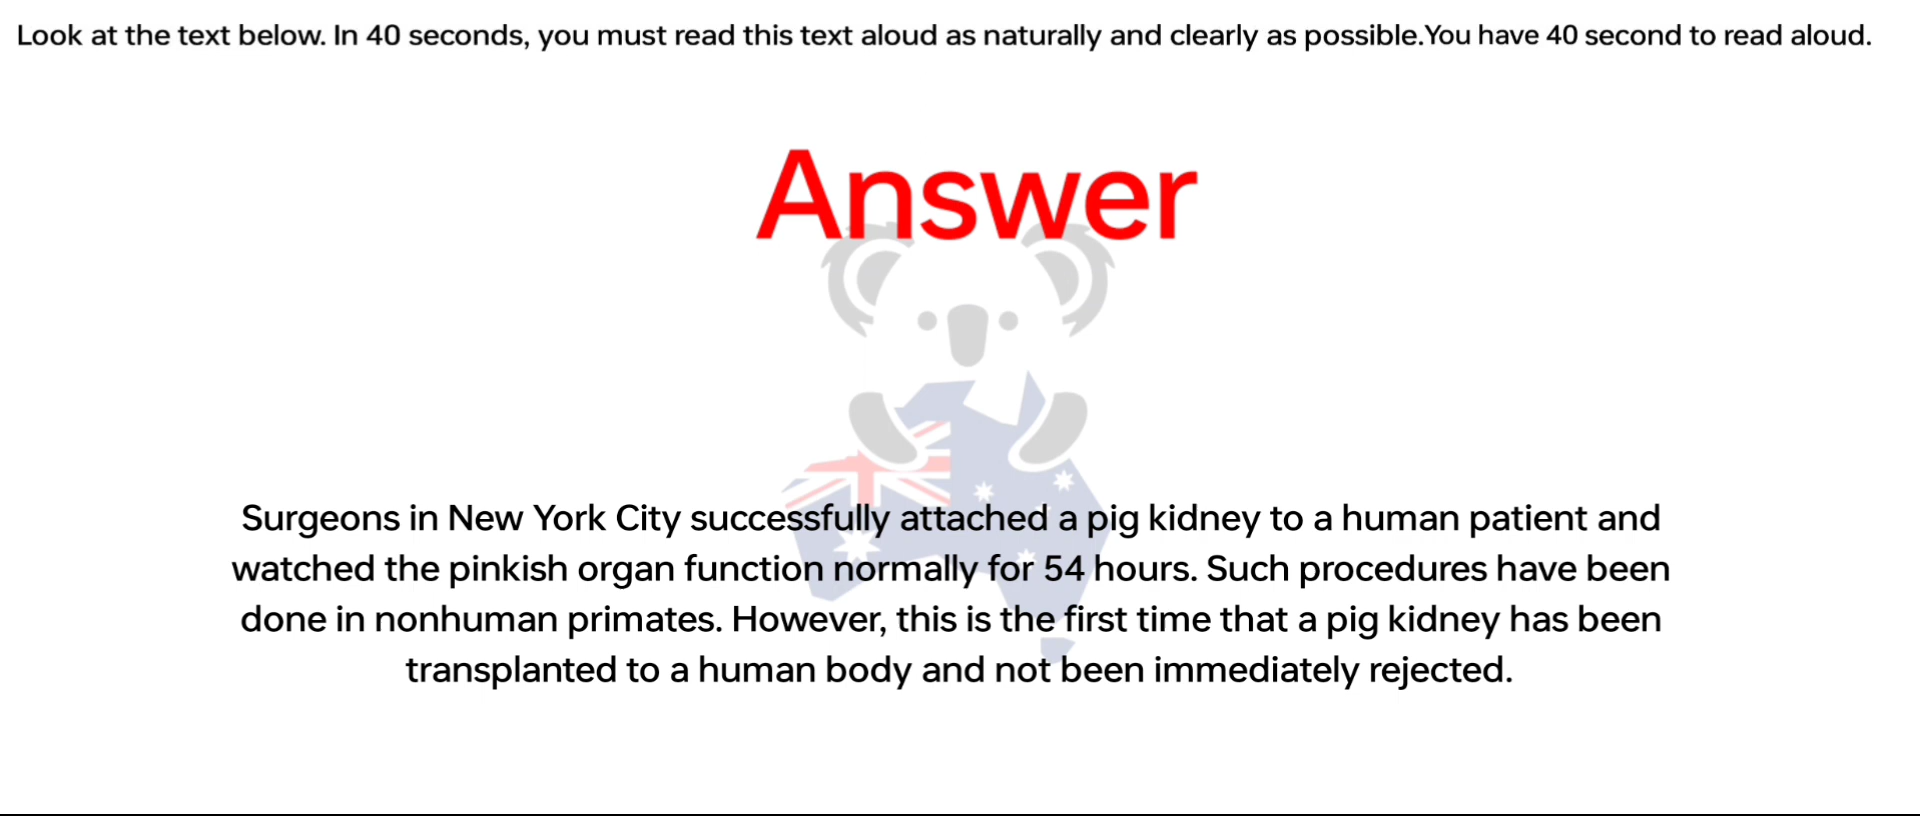 Look at the text below. In 40 seconds, you must read this text aloud as naturally and clearly as possible.You have 40 second to read aloud.
Answer
Surgeons in New York City successfully attached a pig kidney to a human patient and
watched the pinkish organ function normally for 54 hours. Such procedures have been
done in nonhuman primates. However, this is the first time that a pig kidney has been
transplanted to a human body and not been immediately rejected.